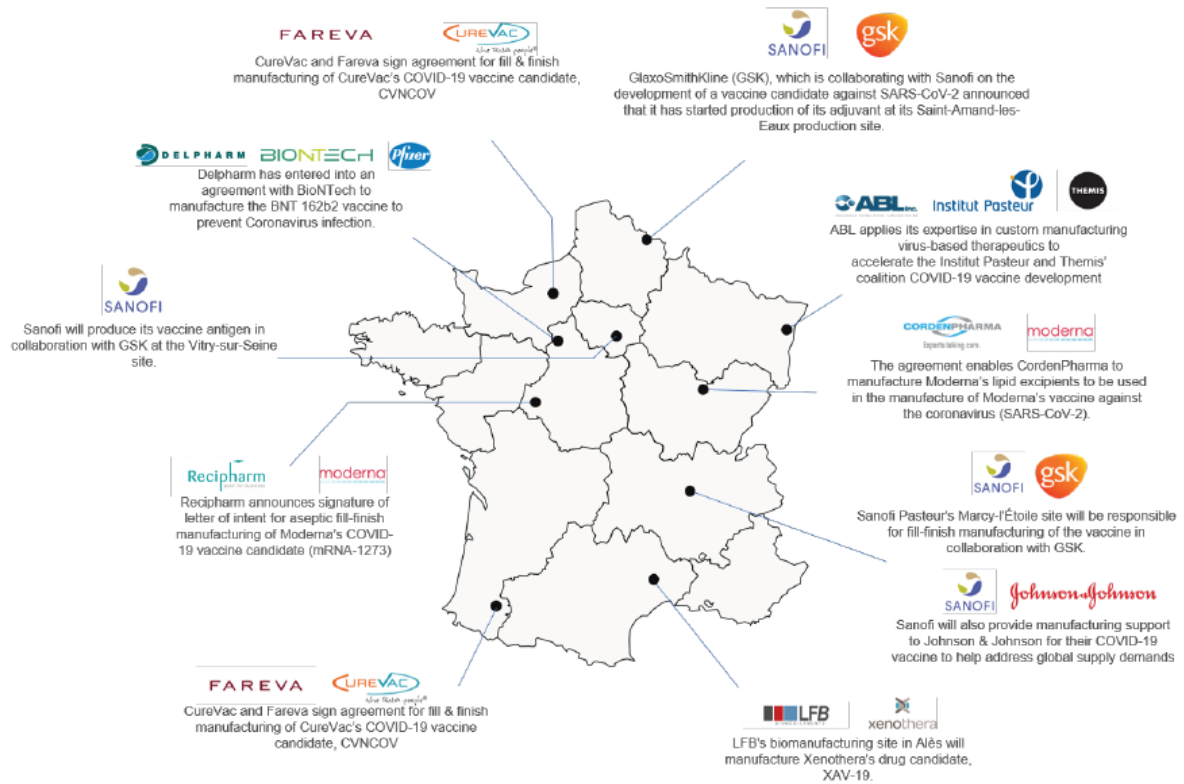 FAREVA
CUREVAC
the RNA people®
CureVac and Fareva sign agreement for fill & finish
manufacturing of CureVac's COVID-19 vaccine candidate,
CVNCOV
SANOFI
gsk
GlaxoSmithKline (GSK), which is collaborating with Sanofi on the
development of a vaccine candidate against SARS-CoV-2 announced
that it has started production of its adjuvant at its Saint-Amand-les-
Eaux production site.
DELPHARM
BIONTECH
Pfizer
Delpharm has entered into an
agreement with BioNTech to
manufacture the BNT 162b2 vaccine to
prevent Coronavirus infection.
ABL inc.
Institut Pasteur
THEMIS
ABL applies its expertise in custom manufacturing
virus-based therapeutics to
accelerate the Institut Pasteur and Themis'
coalition COVID-19 vaccine development
SANOFI
Sanofi will produce its vaccine antigen in
collaboration with GSK at the Vitry-sur-Seine
site.
CORDENPHARMA
Experts taking care.
moderna
The agreement enables CordenPharma to
manufacture Moderna's lipid excipients to be used
in the manufacture of Moderna's vaccine against
the coronavirus (SARS-CoV-2).
Recipharm
moderna
Recipharm announces signature of
letter of intent for aseptic fill-finish
manufacturing of Moderna's COVID-
19 vaccine candidate (mRNA-1273)
SANOFI
gsk
Sanofi Pasteur's Marcy-l'Étoile site will be responsible
for fill-finish manufacturing of the vaccine in
collaboration with GSK.
SANOFI
Johnson & Johnson
Sanofi will also provide manufacturing support
to Johnson & Johnson for their COVID-19
vaccine to help address global supply demands
FAREVA
CUREVAC
the RNA people®
CureVac and Fareva sign agreement for fill & finish
manufacturing of CureVac's COVID-19 vaccine
candidate, CVNCOV
LFB
xenothera
LFB's biomanufacturing site in Alès will
manufacture Xenothera's drug candidate,
XAV-19.